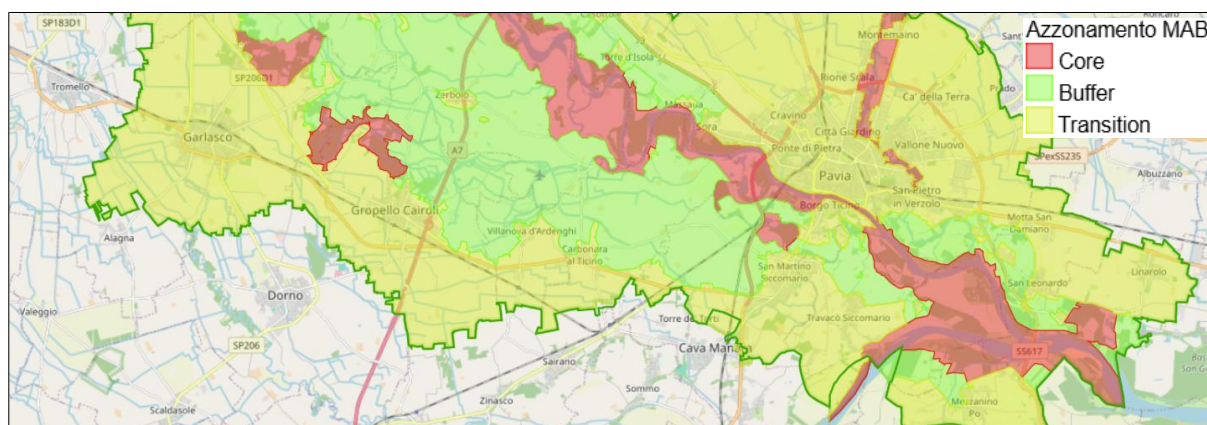 Azzonamento MAB
Core
Buffer
Transition
SP183D1
Casottole
Montemaino
Torre d'Isola
SP206D1
Rione Scala
Prado
Tromello
Zerbolò
Massaua
Ca' della Terra
Sora
Cravino
Città Giardino
Garlasco
Ponte di Pietra
Vallone Nuovo
A7
Pavia
Albuzzano
San Pietro
in Verzolo
Gropello Cairoli
Borgo Ticino
Alagna
Villanova d'Ardenghi
Motta San
Damiano
Carbonara
al Ticino
San Martino
Siccomario
Linarolo
San Leonardo
Dorno
Valeggio
Travacò Siccomario
Torre de' Torti
SP206
Cava Manara
SS617
Sairano
Sommo
Mezzanino
Po
Scaldasole
Zinasco